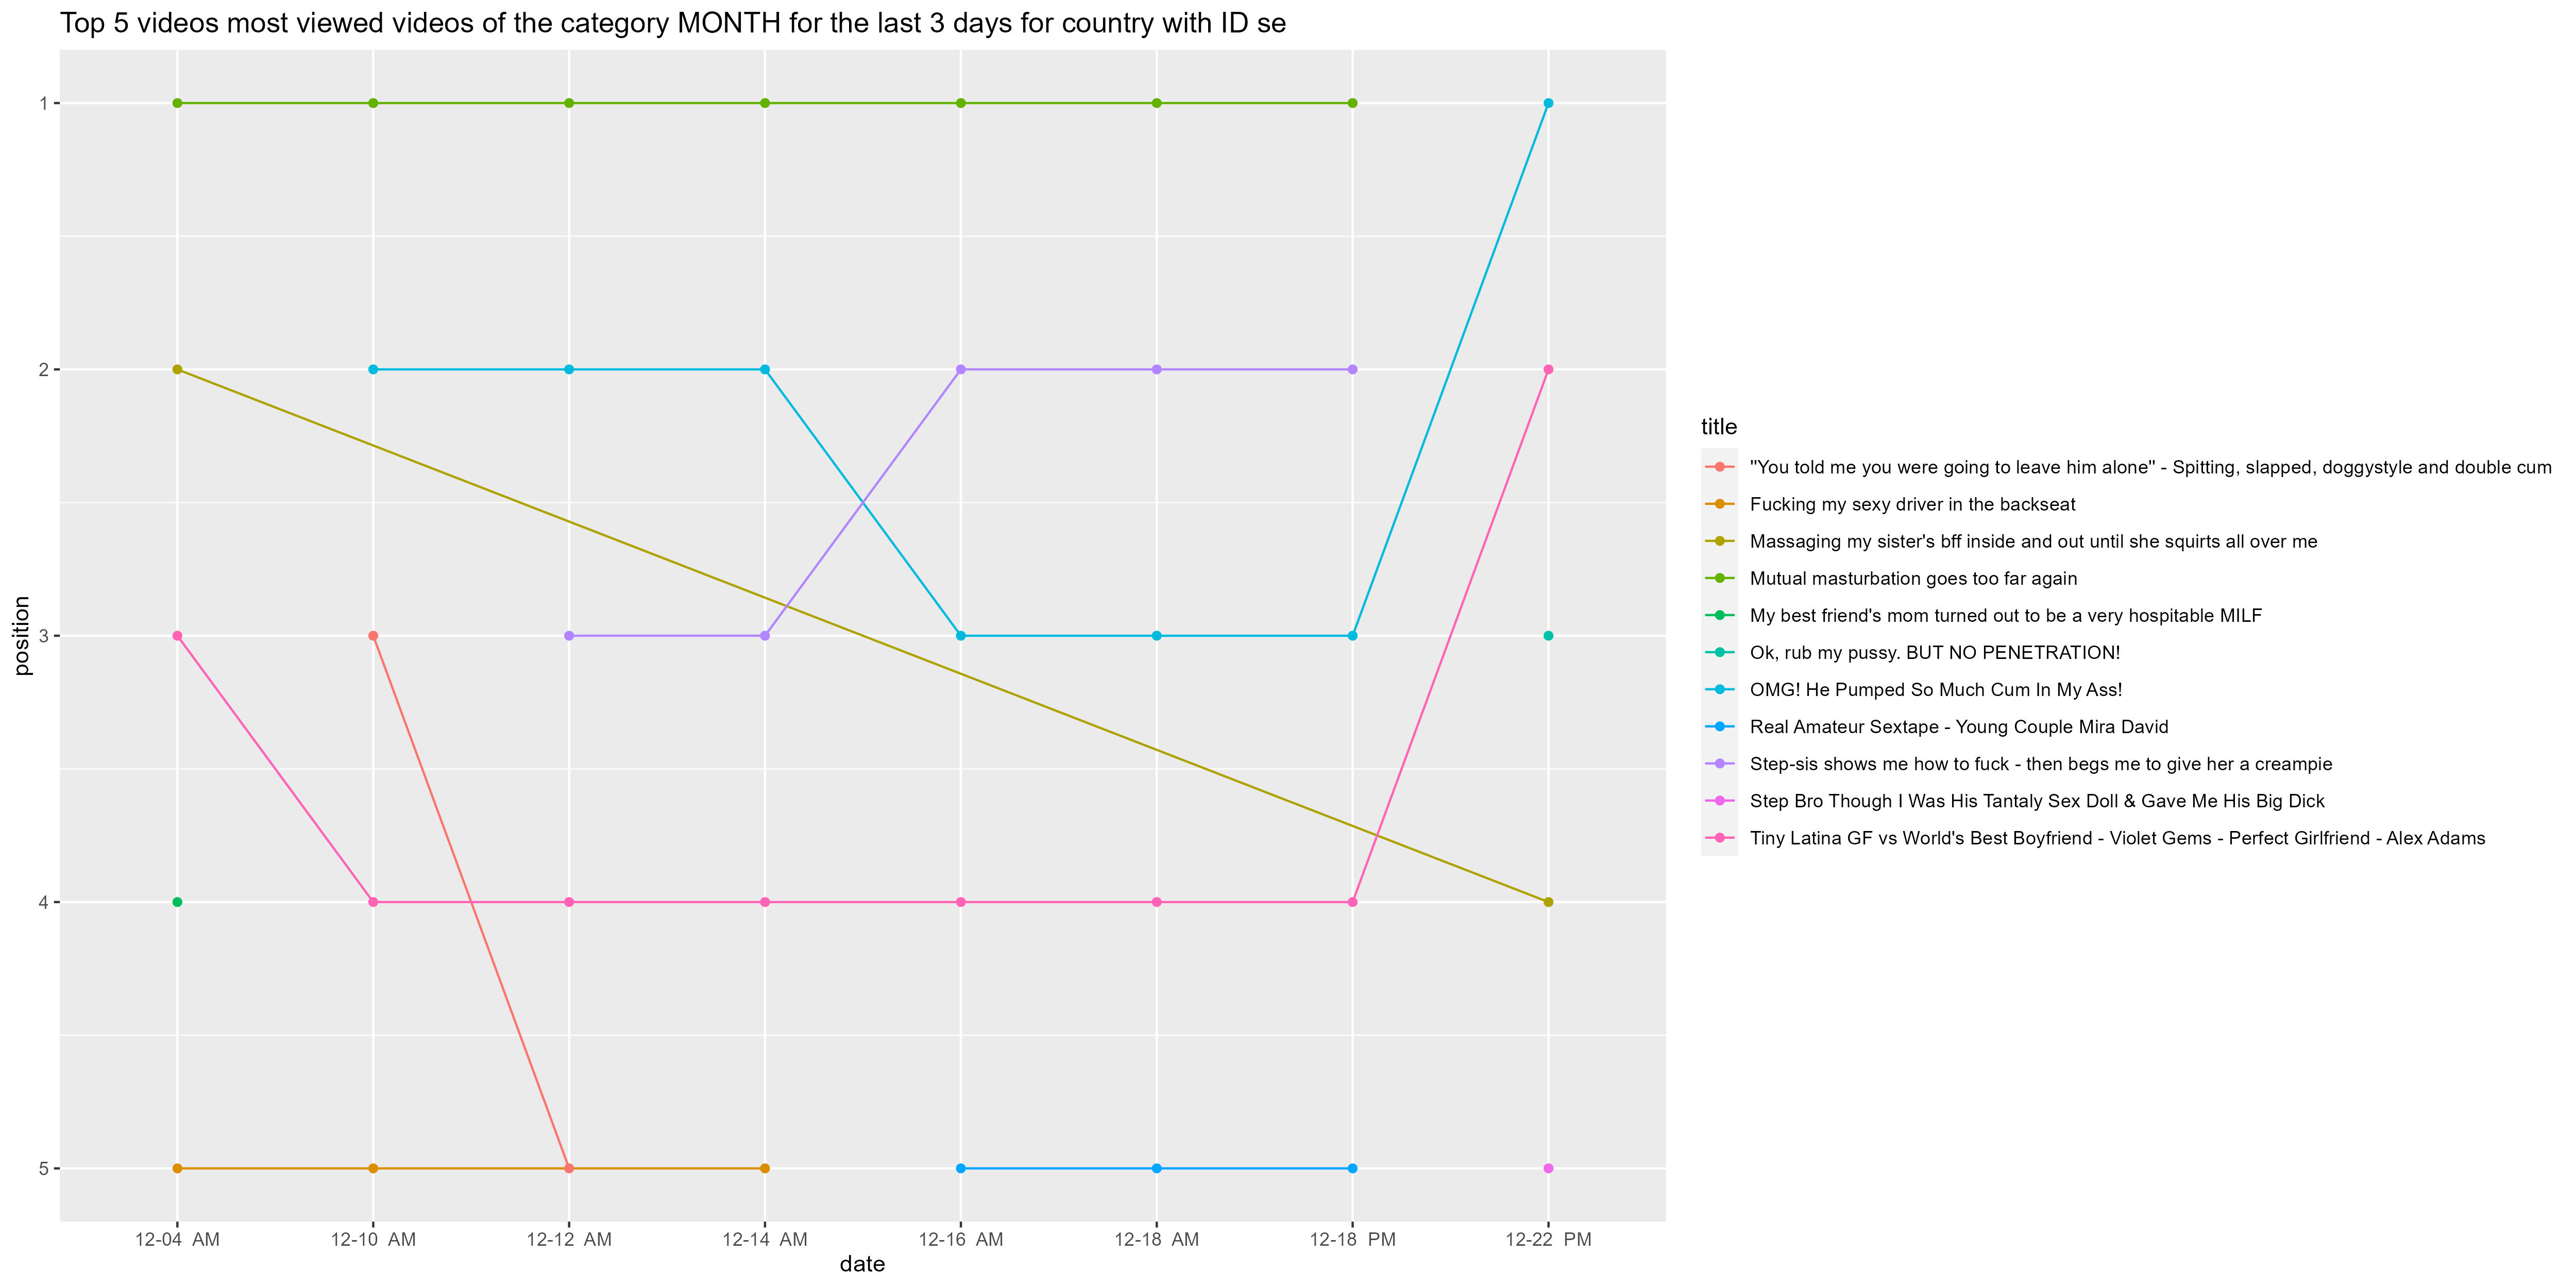 Top 5 videos most viewed videos of the category MONTH for the last 3 days for country with ID se
position
1
2
3
4
5
12-04  AM
12-10  AM
12-12  AM
12-14  AM
12-16  AM
12-18  AM
12-18  PM
12-22  PM
date
title
"You told me you were going to leave him alone" - Spitting, slapped, doggystyle and double cum
Fucking my sexy driver in the backseat
Massaging my sister's bff inside and out until she squirts all over me
Mutual masturbation goes too far again
My best friend's mom turned out to be a very hospitable MILF
Ok, rub my pussy. BUT NO PENETRATION!
OMG! He Pumped So Much Cum In My Ass!
Real Amateur Sextape - Young Couple Mira David
Step-sis shows me how to fuck - then begs me to give her a creampie
Step Bro Though I Was His Tantaly Sex Doll & Gave Me His Big Dick
Tiny Latina GF vs World's Best Boyfriend - Violet Gems - Perfect Girlfriend - Alex Adams